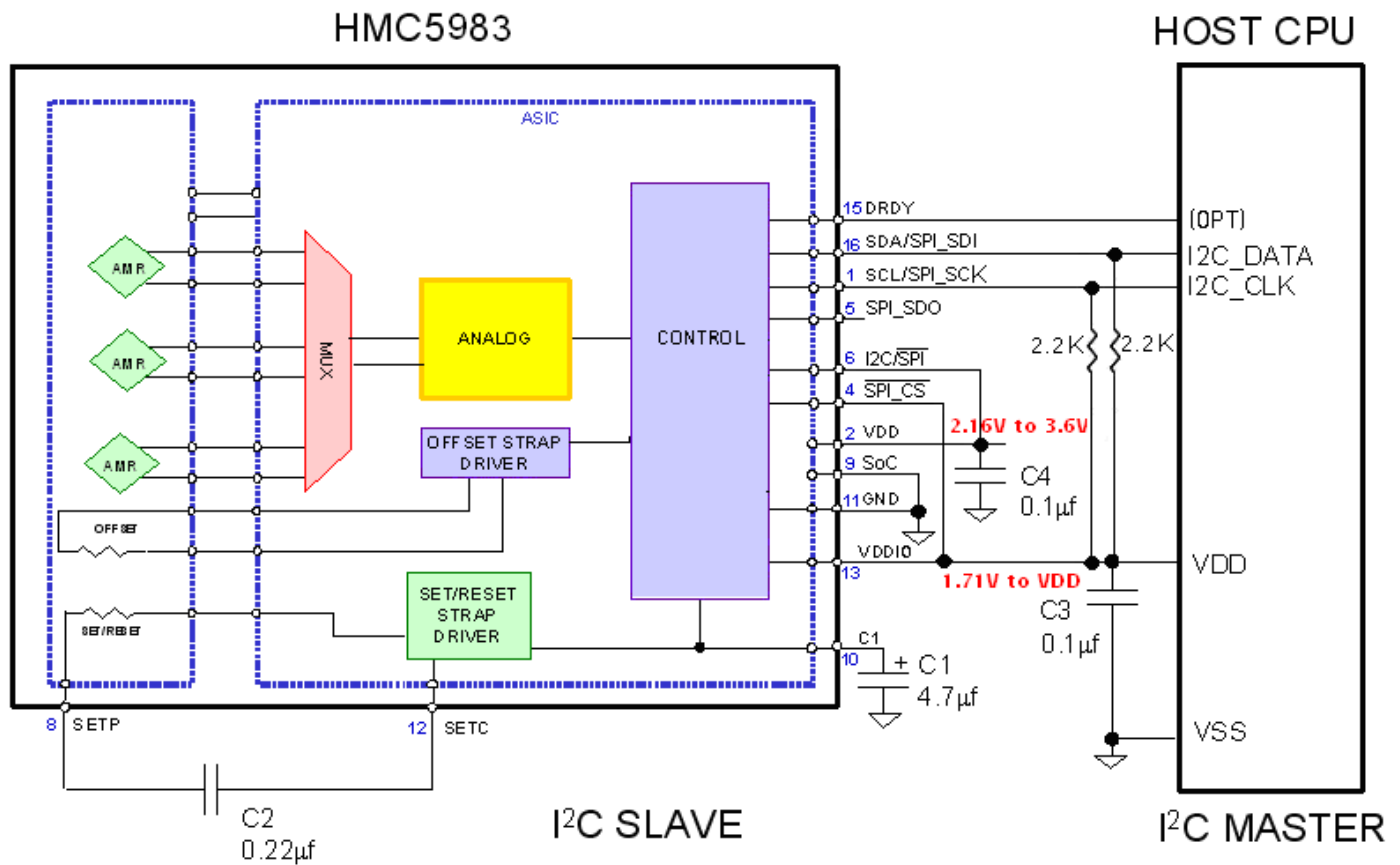 HMC5983
HOST CPU
ASIC
AMR
AMR
AMR
MUX
ANALOG
CONTROL
OFFSET STRAP
DRIVER
OFFSET
SET/RESET
STRAP
DRIVER
SET/RESET
15 DRDY
16 SDA/SPI_SDI
1 SCL/SPI_SCK
5 SPI_SDO
6 I2C/SPI
4 SPI_CS
2 VDD
9 SoC
11 GND
VDDIO
13
C1
10
2.16V to 3.6V
1.71V to VDD
C4
0.1µf
2.2K
2.2K
C3
0.1µf
+ C1
4.7µf
(OPT)
I2C_DATA
I2C_CLK
VDD
VSS
8 SETP
12 SETC
C2
0.22µf
I²C SLAVE
I²C MASTER